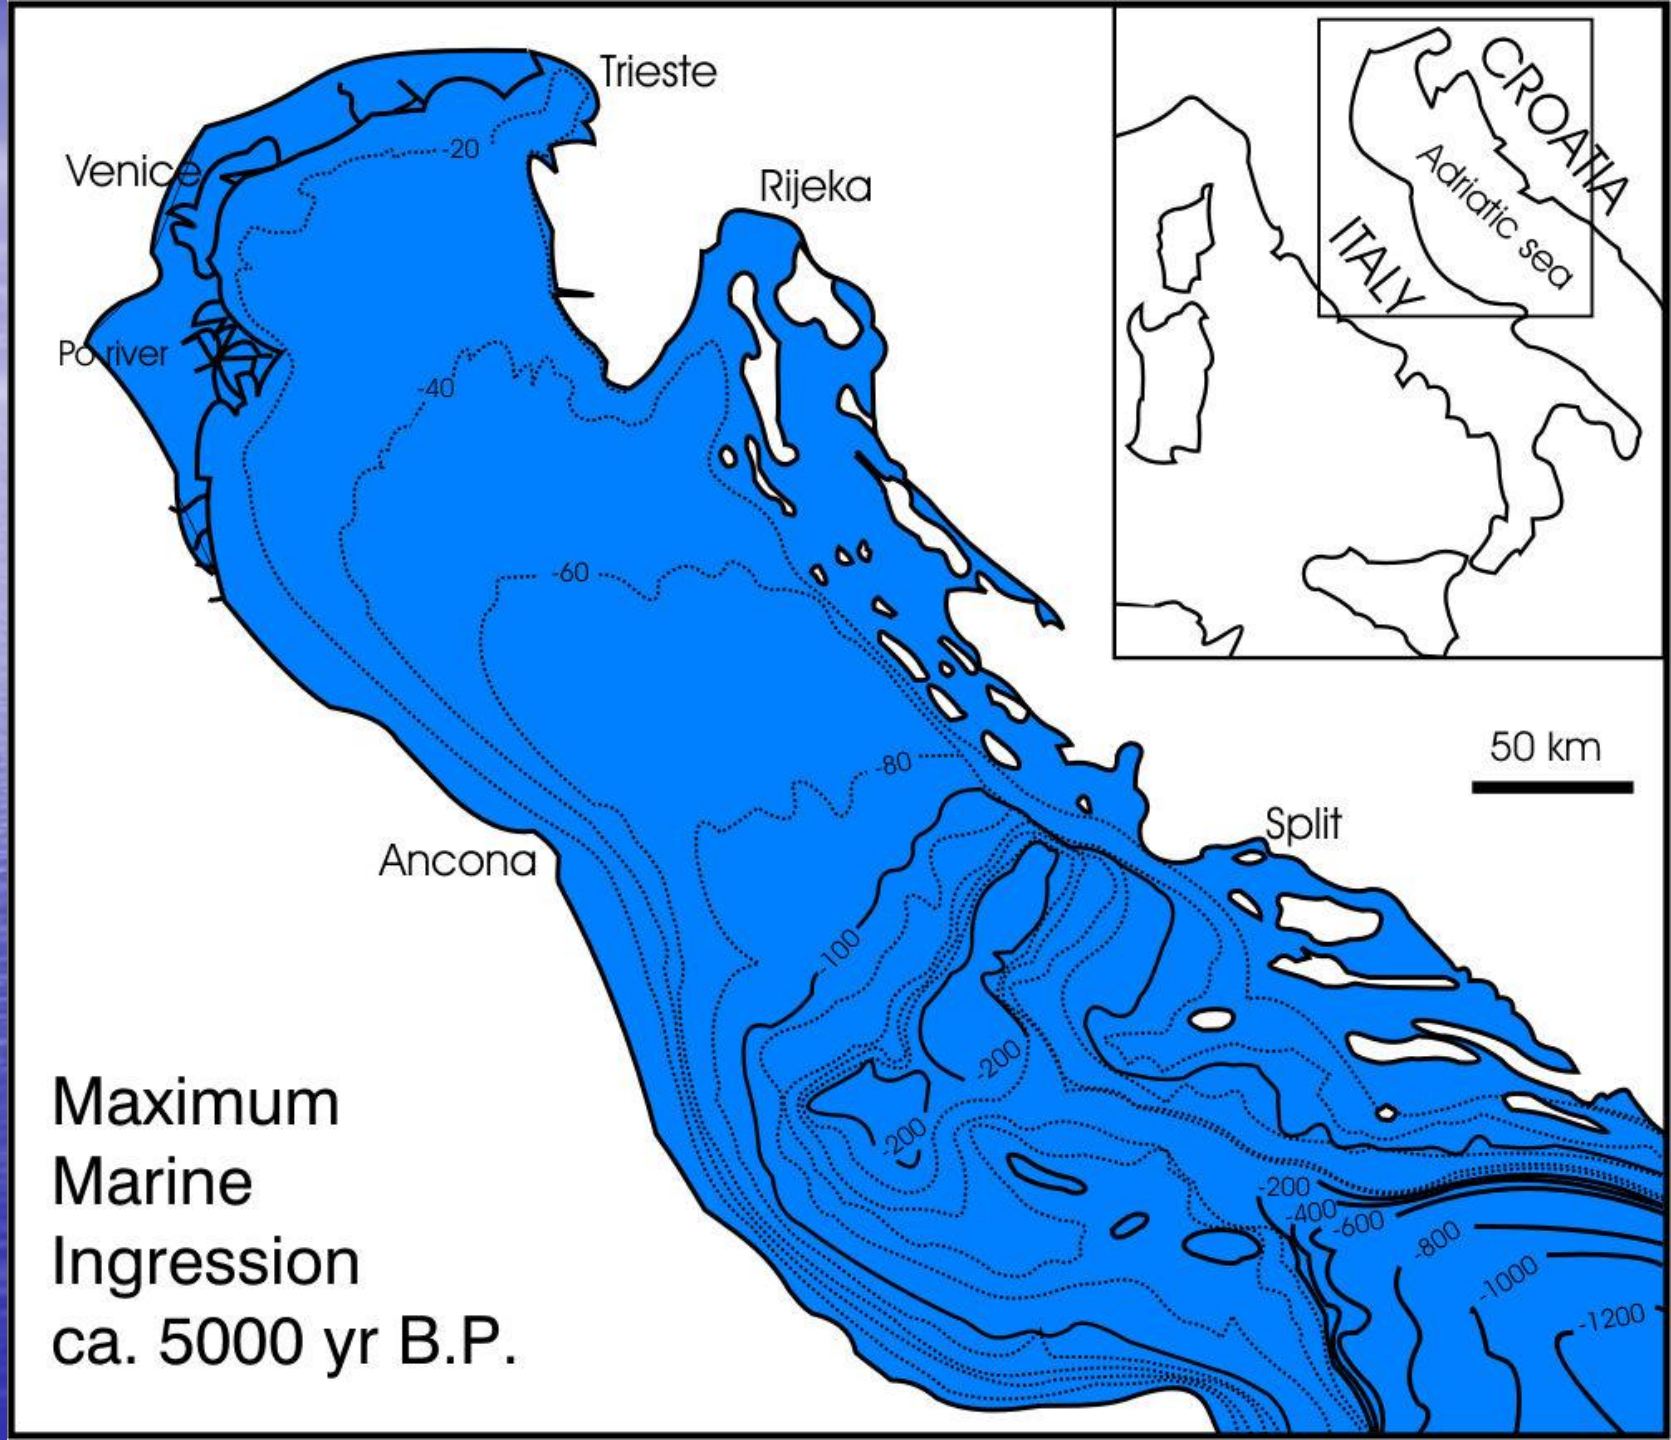 Trieste
Venice
-20
Rijeka
Po river
-40
-60
-80
Ancona
-100
-200
-200
Split
50 km
-200
-400
-600
-800
-1000
-1200
CROATIA
Adriatic sea
ITALY
Maximum
Marine
Ingression
ca. 5000 yr B.P.